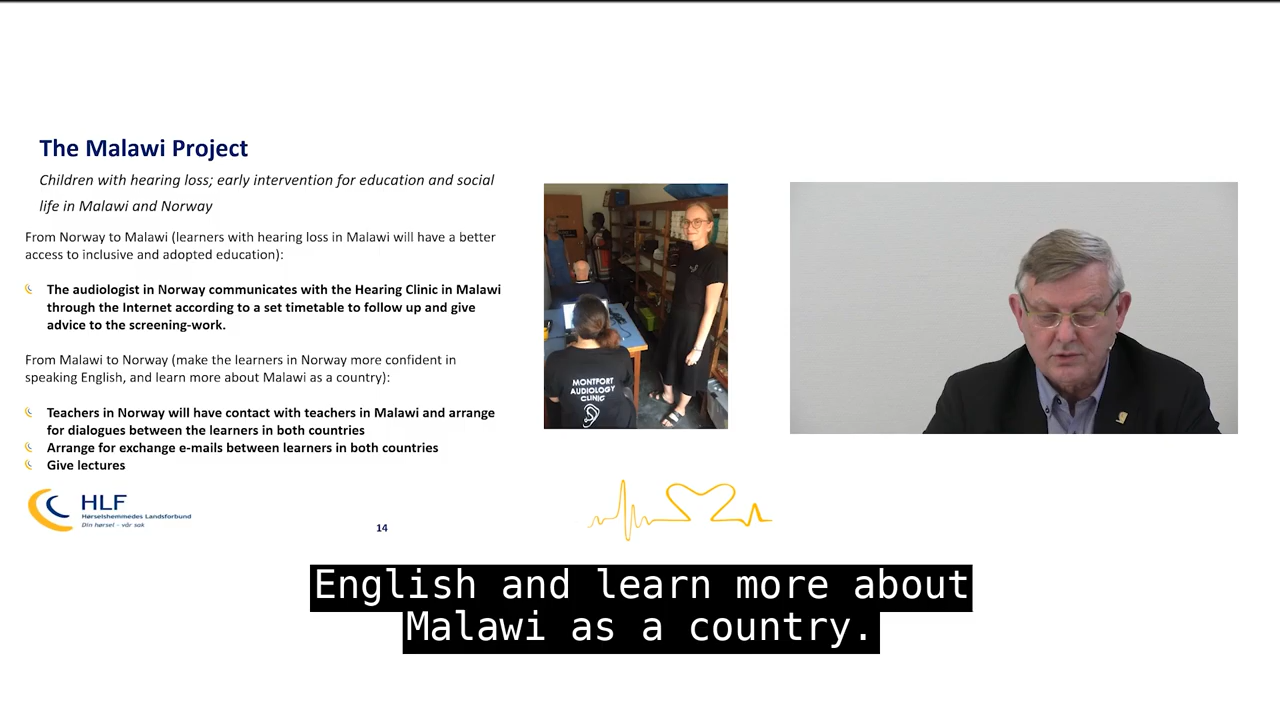 The Malawi Project
Children with hearing loss; early intervention for education and social
life in Malawi and Norway
From Norway to Malawi (learners with hearing loss in Malawi will have a better
access to inclusive and adopted education):
The audiologist in Norway communicates with the Hearing Clinic in Malawi
through the Internet according to a set timetable to follow up and give
advice to the screening-work.
From Malawi to Norway (make the learners in Norway more confident in
speaking English, and learn more about Malawi as a country):
Teachers in Norway will have contact with teachers in Malawi and arrange
for dialogues between the learners in both countries
Arrange for exchange e-mails between learners in both countries
Give lectures
HLF
Hørselshemmedes Landsforbund
Din hørsel - vår sak
14
MONTFORT
AUDIOLOGY
CLINIC
English and learn more about
Malawi as a country.